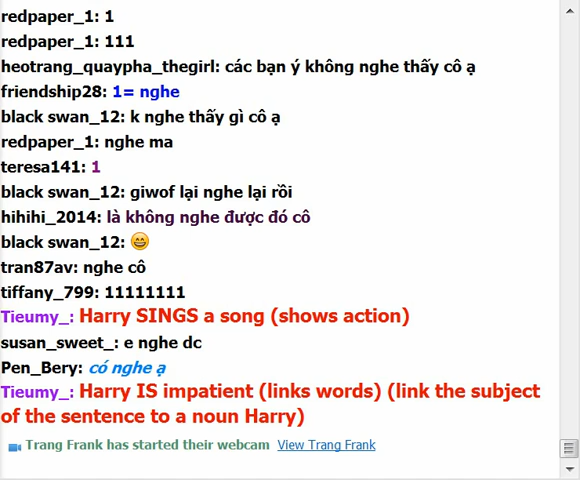 redpaper_1: 1
redpaper_1: 111
heotrang_quaypha_thegirl: các bạn ý không nghe thấy cô ạ
friendship28: 1= nghe
black swan_12: k nghe thấy gì cô ạ
redpaper_1: nghe ma
teresa141: 1
black swan_12: giwof lại nghe lại rồi
hihihi_2014: là không nghe được đó cô
black swan_12: 😄
tran87av: nghe cô
tiffany_799: 11111111
Tieumy_: Harry SINGS a song (shows action)
susan_sweet_: e nghe dc
Pen_Bery: có nghe ạ
Tieumy_: Harry IS impatient (links words) (link the subject
of the sentence to a noun Harry)
Trang Frank has started their webcam View Trang Frank